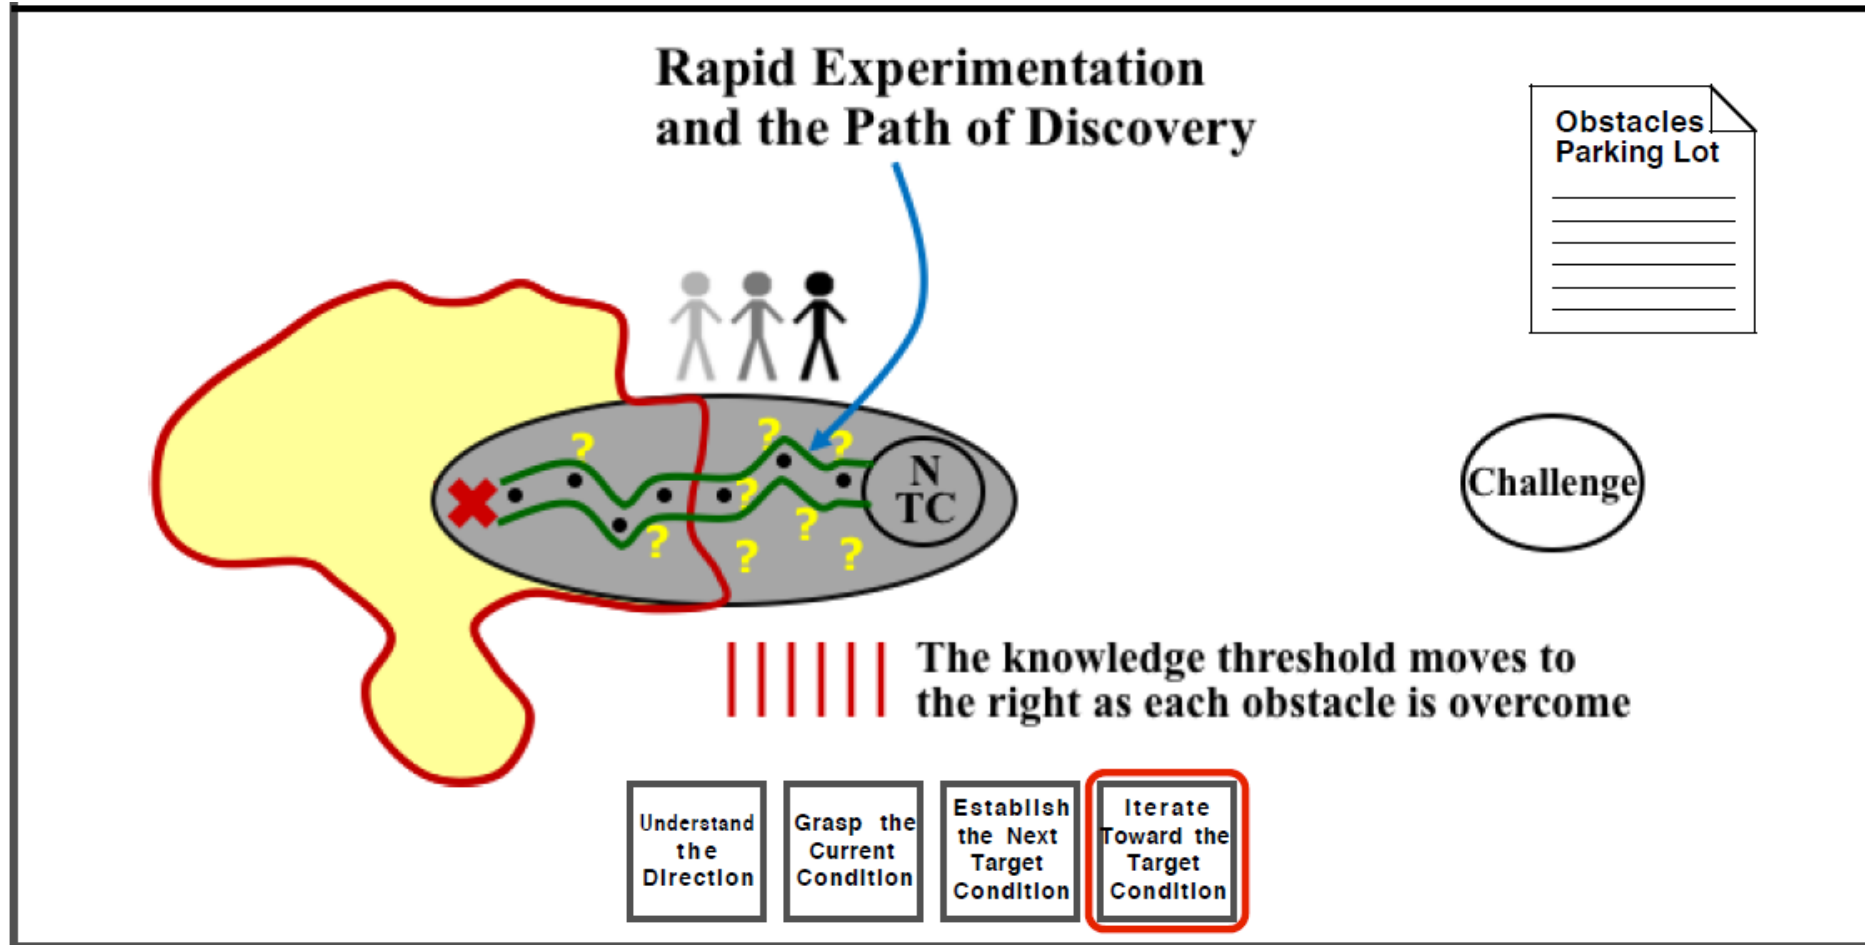 Rapid Experimentation
and the Path of Discovery
Obstacles
Parking Lot
?
?
?
?
?
?
?
?
N
TC
Challenge
The knowledge threshold moves to
the right as each obstacle is overcome
Understand
the
Direction
Grasp the
Current
Condition
Establish
the Next
Target
Condition
Iterate
Toward the
Target
Condition